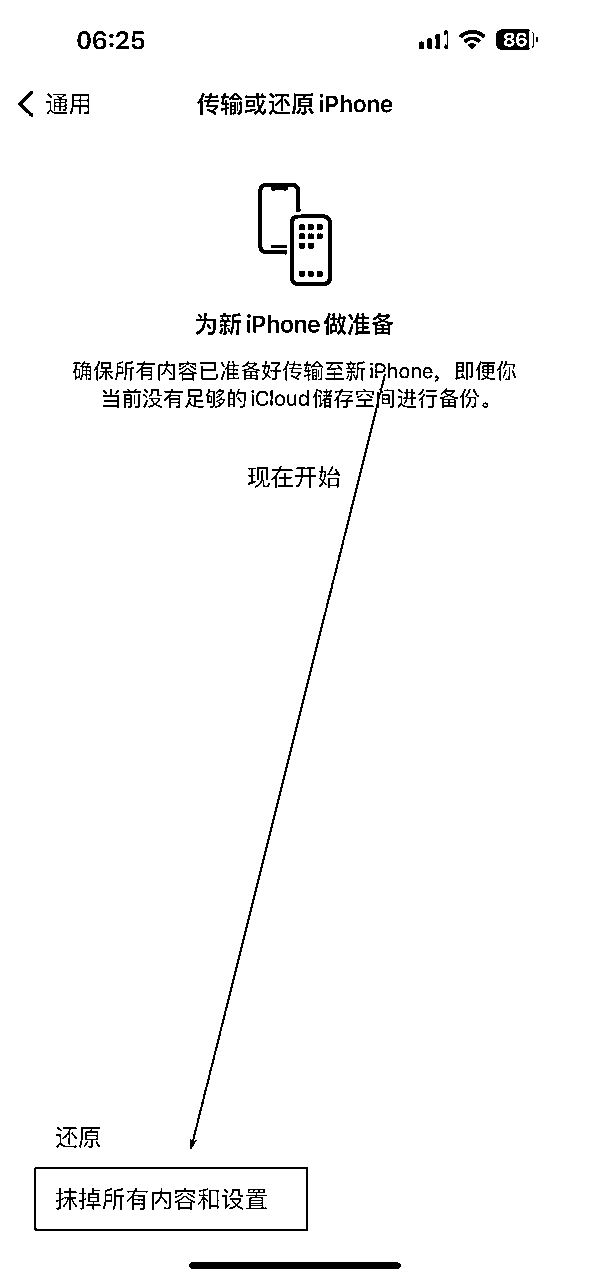 06:25
86
通用
传输或还原 iPhone
为新 iPhone 做准备
确保所有内容已准备好传输至新 iPhone，即便你
当前没有足够的 iCloud 储存空间进行备份。
现在开始
还原
抹掉所有内容和设置